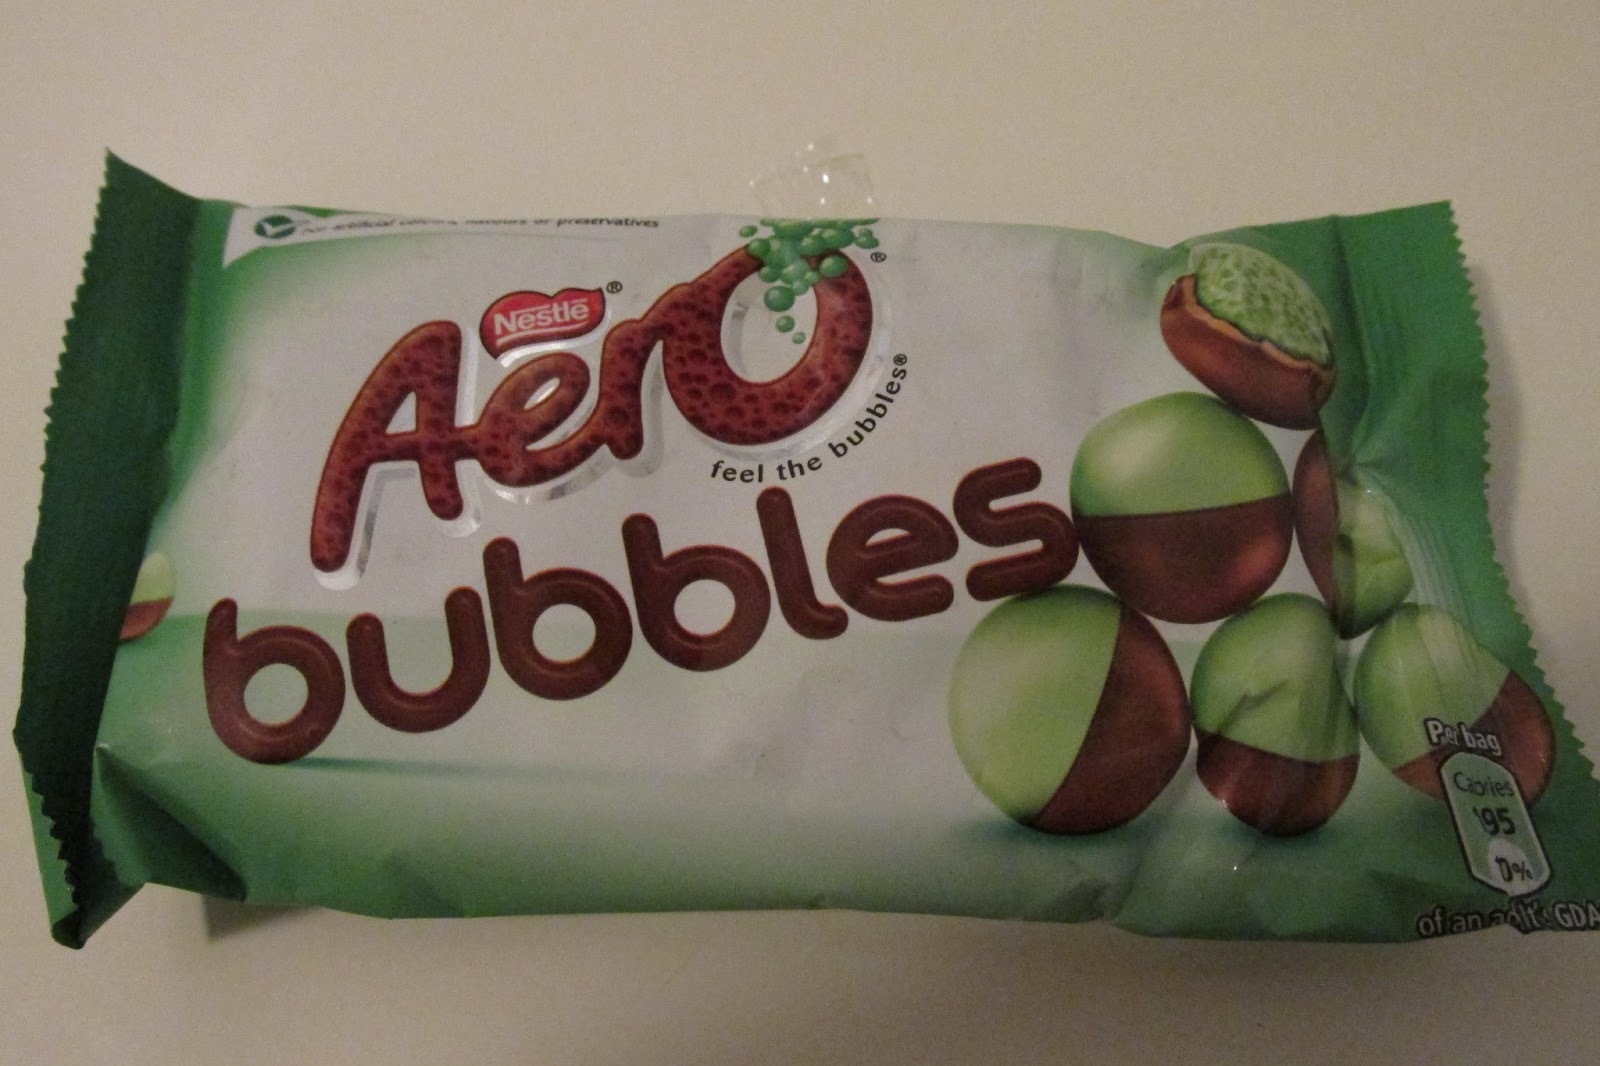 no artificial colours, flavours or preservatives
Nestlé®
Aero®
feel the bubbles®
bubbles
Per bag
Calories
195
10%
of an adult's GDA